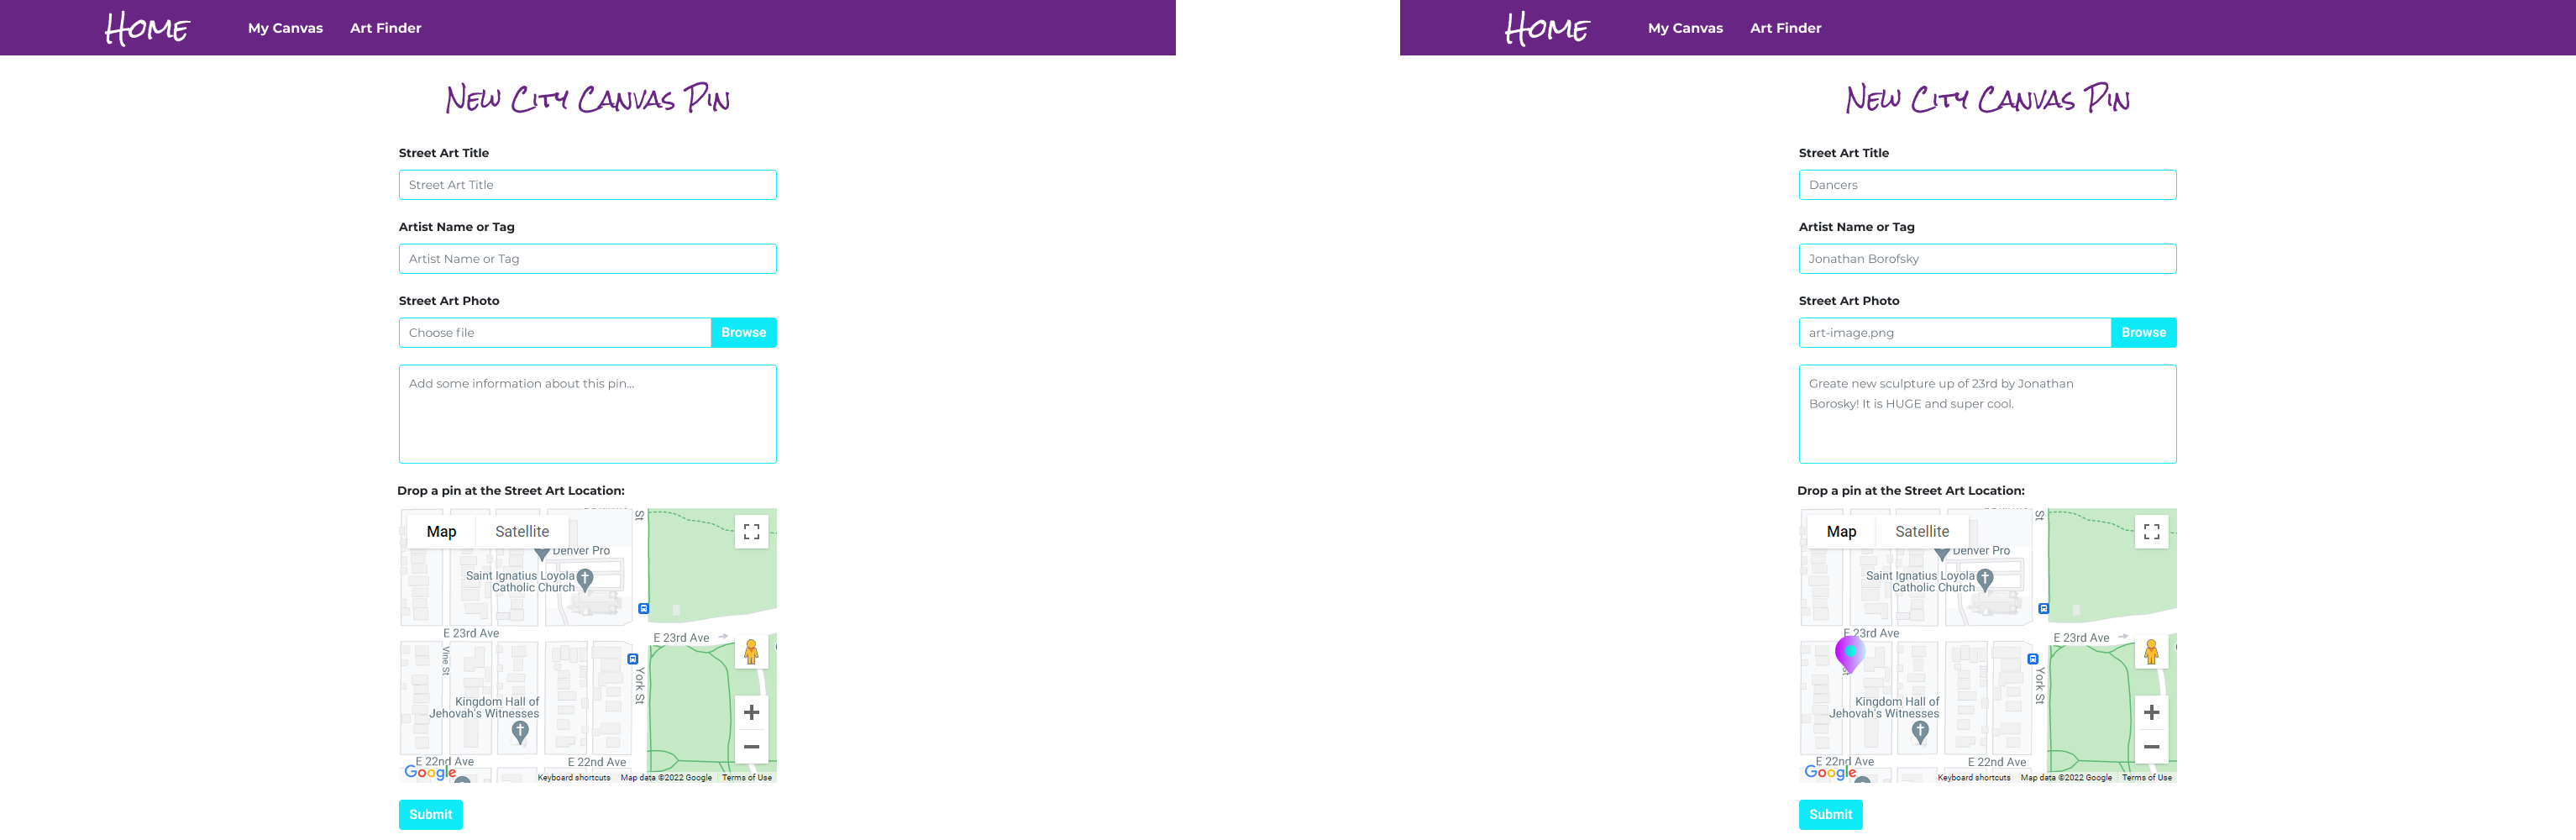 Home
My Canvas
Art Finder
New City Canvas Pin
Street Art Title
Street Art Title
Artist Name or Tag
Artist Name or Tag
Street Art Photo
Choose file
Browse
Add some information about this pin...
Drop a pin at the Street Art Location:
Map
Satellite
St
Denver Pro
Saint Ignatius Loyola
Catholic Church
E 23rd Ave
E 23rd Ave
Vine St
York St
Kingdom Hall of
Jehovah's Witnesses
E 22nd Ave
E 22nd Ave
Google
Keyboard shortcuts
Map data ©2022 Google
Terms of Use
Submit
Home
My Canvas
Art Finder
New City Canvas Pin
Street Art Title
Dancers
Artist Name or Tag
Jonathan Borofsky
Street Art Photo
art-image.png
Browse
Greate new sculpture up of 23rd by Jonathan
Borosky! It is HUGE and super cool.
Drop a pin at the Street Art Location:
Map
Satellite
St
Denver Pro
Saint Ignatius Loyola
Catholic Church
E 23rd Ave
E 23rd Ave
York St
Kingdom Hall of
Jehovah's Witnesses
E 22nd Ave
E 22nd Ave
Google
Keyboard shortcuts
Map data ©2022 Google
Terms of Use
Submit